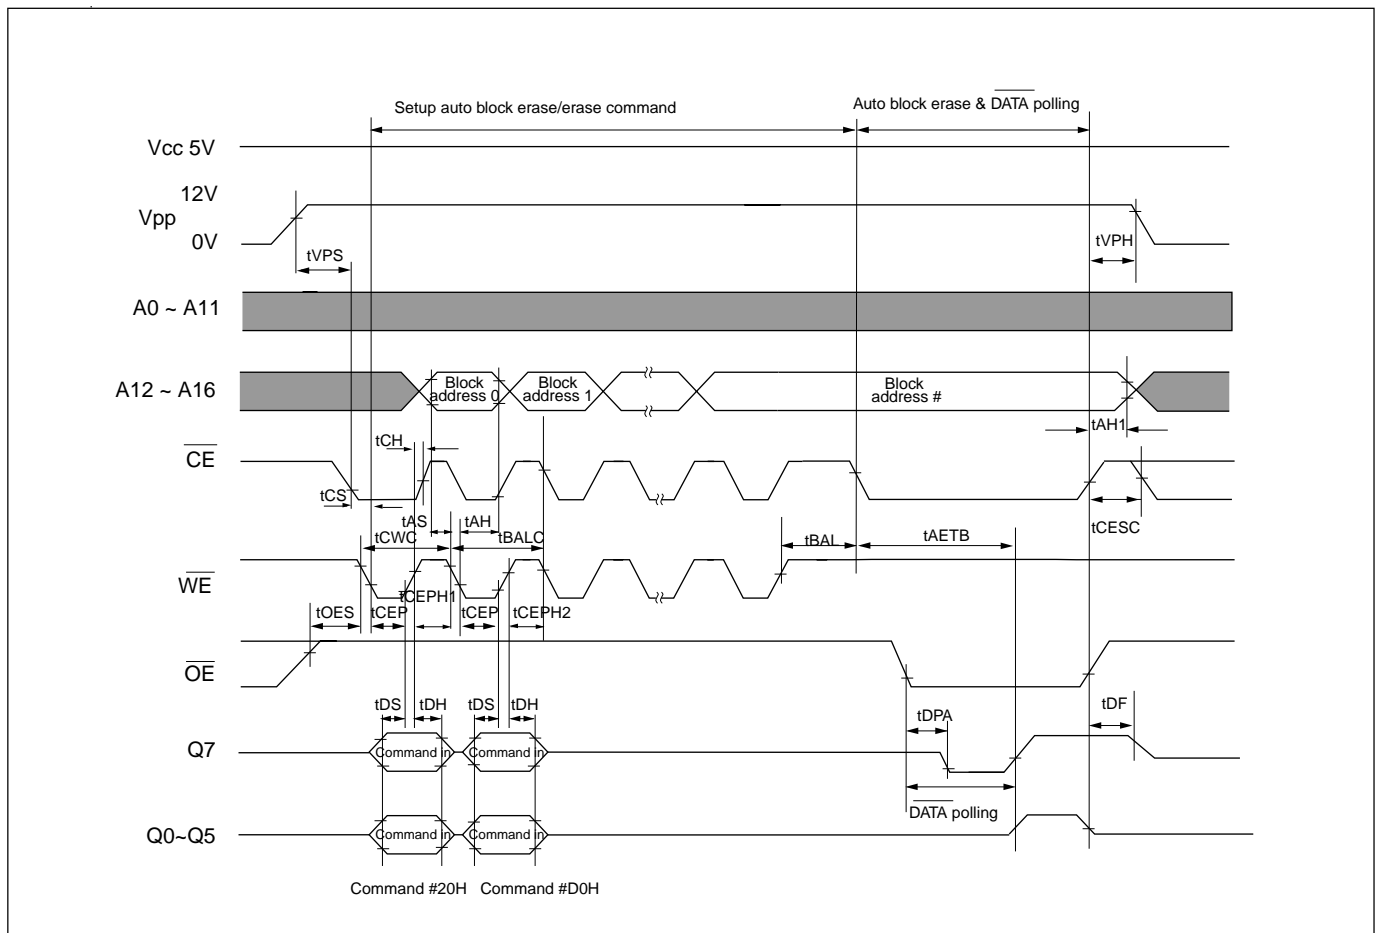 Setup auto block erase/erase command
Auto block erase & DATA polling
Vcc 5V
12V
Vpp
0V
tVPS
tVPH
A0 ~ A11
A12 ~ A16
Block
address 0
Block
address 1
Block
address #
tAH1
tCH
CE
tCS
tCESC
tAS
tAH
tCWC
tBALC
tBAL
tAETB
WE
tCEPH1
tOES
tCEP
tCEP
tCEPH2
OE
tDS
tDH
tDS
tDH
tDPA
tDF
Q7
Command in
Command in
DATA polling
Q0~Q5
Command in
Command in
Command #20H
Command #D0H